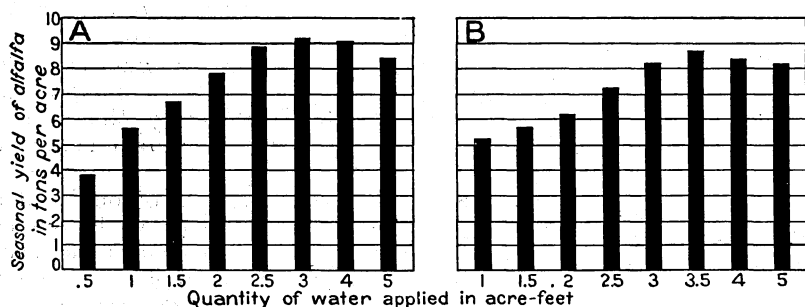 Seasonal yield of alfalfa
in tons per acre
10
9
8
7
6
5
4
3
2
1
0
A
B
.5 1 1.5 2 2.5 3 4 5
1 1.5 .2 2.5 3 3.5 4 5
Quantity of water applied in acre-feet